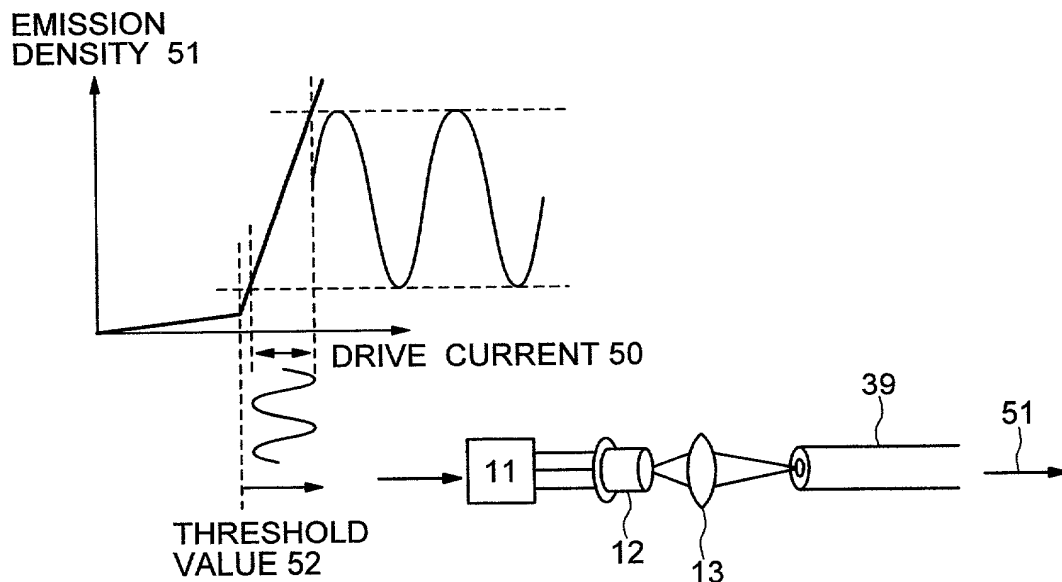 EMISSION
DENSITY 51
DRIVE CURRENT 50
THRESHOLD
VALUE 52
11
12
13
39
51